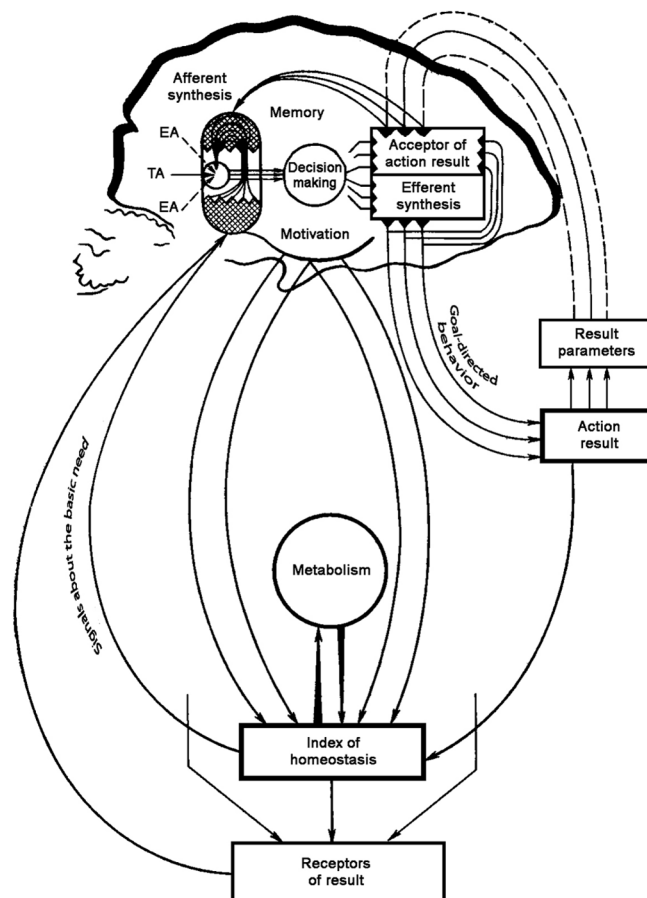 Afferent
synthesis
Memory
EA
TA
EA
Decision
making
Acceptor of
action result
Efferent
synthesis
Motivation
Goal-directed
behavior
Result
parameters
Action
result
Signals about the basic need
Metabolism
Index of
homeostasis
Receptors
of result